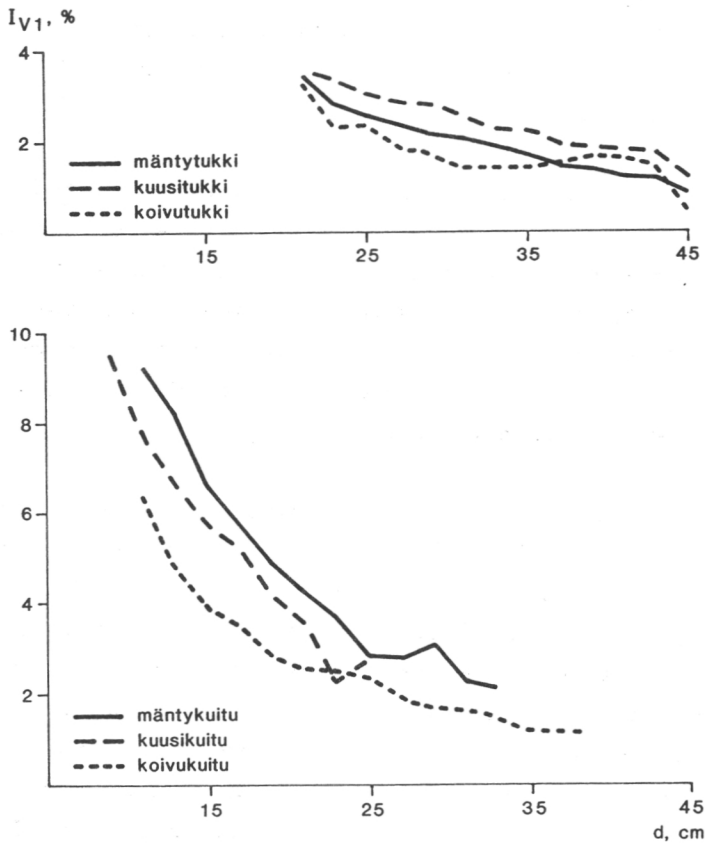 I_V1, %
4
2
mäntytukki
kuusitukki
koivutukki
15 25 35 45
10
8
6
4
2
mäntykuitu
kuusikuitu
koivukuitu
15 25 35 45
d, cm